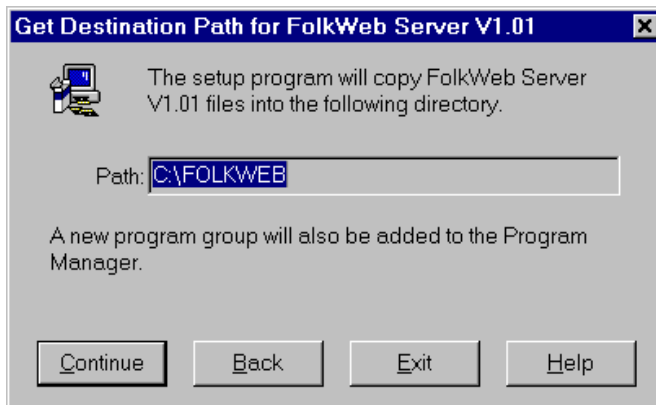 Get Destination Path for FolkWeb Server V1.01
The setup program will copy FolkWeb Server
V1.01 files into the following directory.
Path: C:\FOLKWEB
A new program group will also be added to the Program
Manager.
Continue Back Exit Help